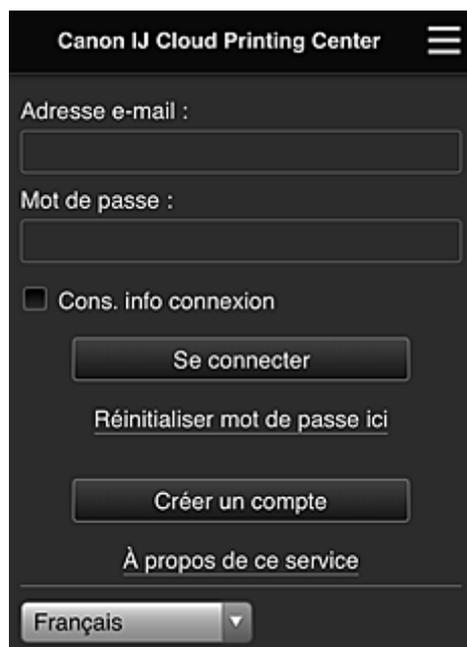 Canon IJ Cloud Printing Center
Adresse e-mail :
Mot de passe :
Cons. info connexion
Se connecter
Réinitialiser mot de passe ici
Créer un compte
À propos de ce service
Français